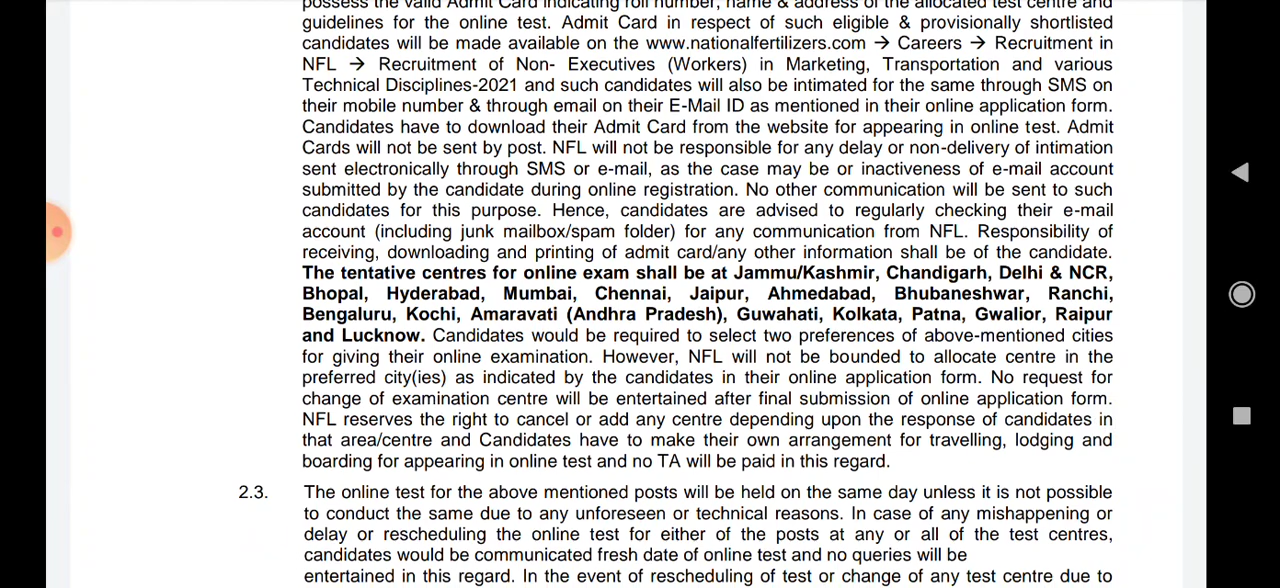 possess the valid Admit Card indicating roll number, name & address of the allocated test centre and
guidelines for the online test. Admit Card in respect of such eligible & provisionally shortlisted
candidates will be made available on the www.nationalfertilizers.com → Careers → Recruitment in
NFL → Recruitment of Non- Executives (Workers) in Marketing, Transportation and various
Technical Disciplines-2021 and such candidates will also be intimated for the same through SMS on
their mobile number & through email on their E-Mail ID as mentioned in their online application form.
Candidates have to download their Admit Card from the website for appearing in online test. Admit
Cards will not be sent by post. NFL will not be responsible for any delay or non-delivery of intimation
sent electronically through SMS or e-mail, as the case may be or inactiveness of e-mail account
submitted by the candidate during online registration. No other communication will be sent to such
candidates for this purpose. Hence, candidates are advised to regularly checking their e-mail
account (including junk mailbox/spam folder) for any communication from NFL. Responsibility of
receiving, downloading and printing of admit card/any other information shall be of the candidate.
The tentative centres for online exam shall be at Jammu/Kashmir, Chandigarh, Delhi & NCR,
Bhopal, Hyderabad, Mumbai, Chennai, Jaipur, Ahmedabad, Bhubaneshwar, Ranchi,
Bengaluru, Kochi, Amaravati (Andhra Pradesh), Guwahati, Kolkata, Patna, Gwalior, Raipur
and Lucknow. Candidates would be required to select two preferences of above-mentioned cities
for giving their online examination. However, NFL will not be bounded to allocate centre in the
preferred city(ies) as indicated by the candidates in their online application form. No request for
change of examination centre will be entertained after final submission of online application form.
NFL reserves the right to cancel or add any centre depending upon the response of candidates in
that area/centre and Candidates have to make their own arrangement for travelling, lodging and
boarding for appearing in online test and no TA will be paid in this regard.
2.3. The online test for the above mentioned posts will be held on the same day unless it is not possible
to conduct the same due to any unforeseen or technical reasons. In case of any mishappening or
delay or rescheduling the online test for either of the posts at any or all of the test centres,
candidates would be communicated fresh date of online test and no queries will be
entertained in this regard. In the event of rescheduling of test or change of any test centre due to